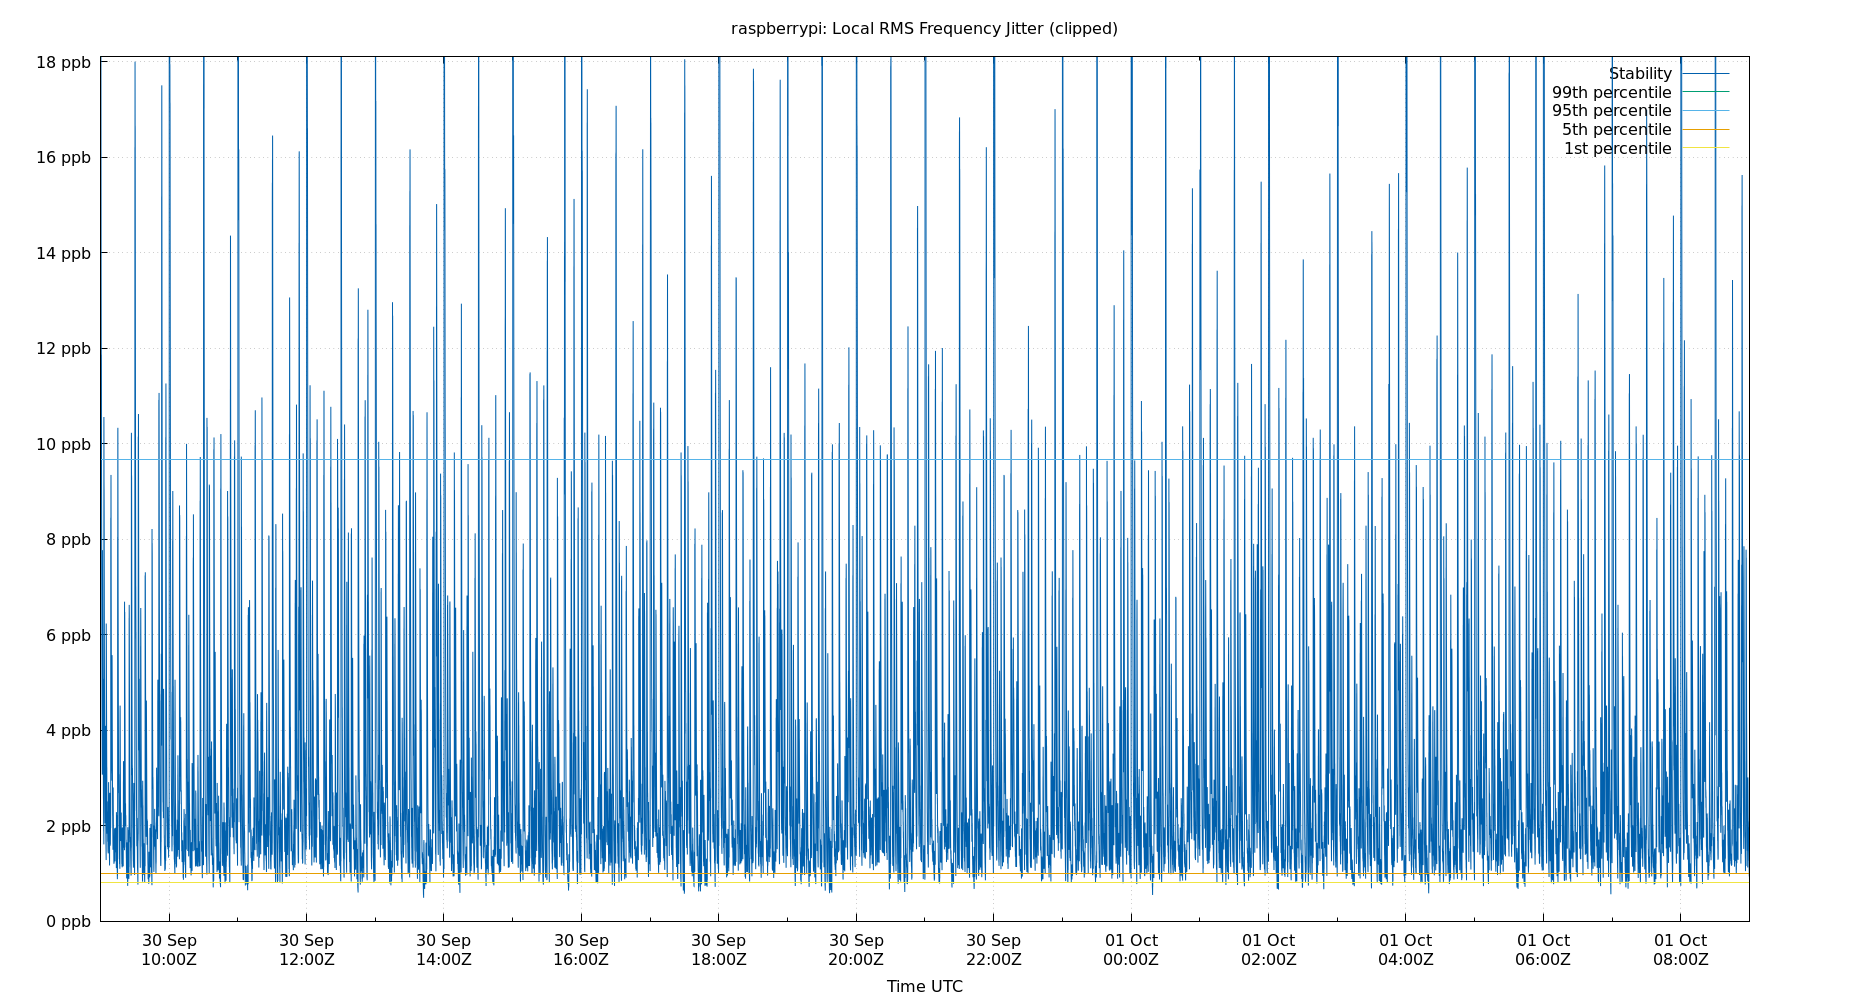 raspberrypi: Local RMS Frequency Jitter (clipped)
18 ppb
16 ppb
14 ppb
12 ppb
10 ppb
8 ppb
6 ppb
4 ppb
2 ppb
0 ppb
Stability
99th percentile
95th percentile
5th percentile
1st percentile
30 Sep 30 Sep 30 Sep 30 Sep 30 Sep 30 Sep 30 Sep 01 Oct 01 Oct 01 Oct 01 Oct 01 Oct
10:00Z 12:00Z 14:00Z 16:00Z 18:00Z 20:00Z 22:00Z 00:00Z 02:00Z 04:00Z 06:00Z 08:00Z
Time UTC